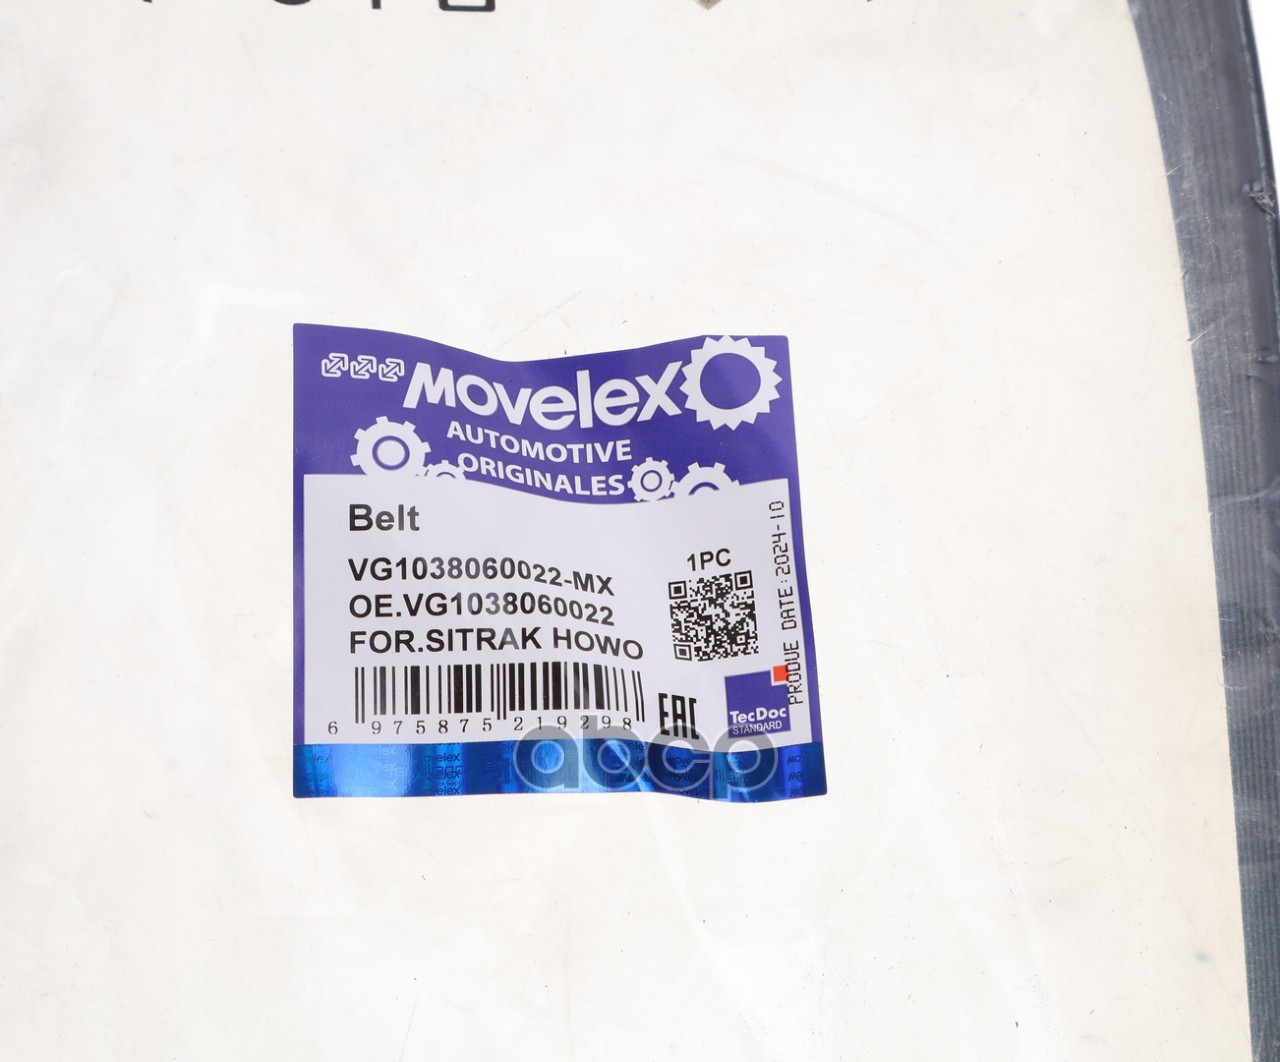 MOVELEX
AUTOMOTIVE
ORIGINALES
Belt
VG1038060022-MX
OE.VG1038060022
FOR.SITRAK HOWO
1PC
PRODUE DATE:2024-10
6 975875 219298
EAC
TecDoc
STANDARD
abcp